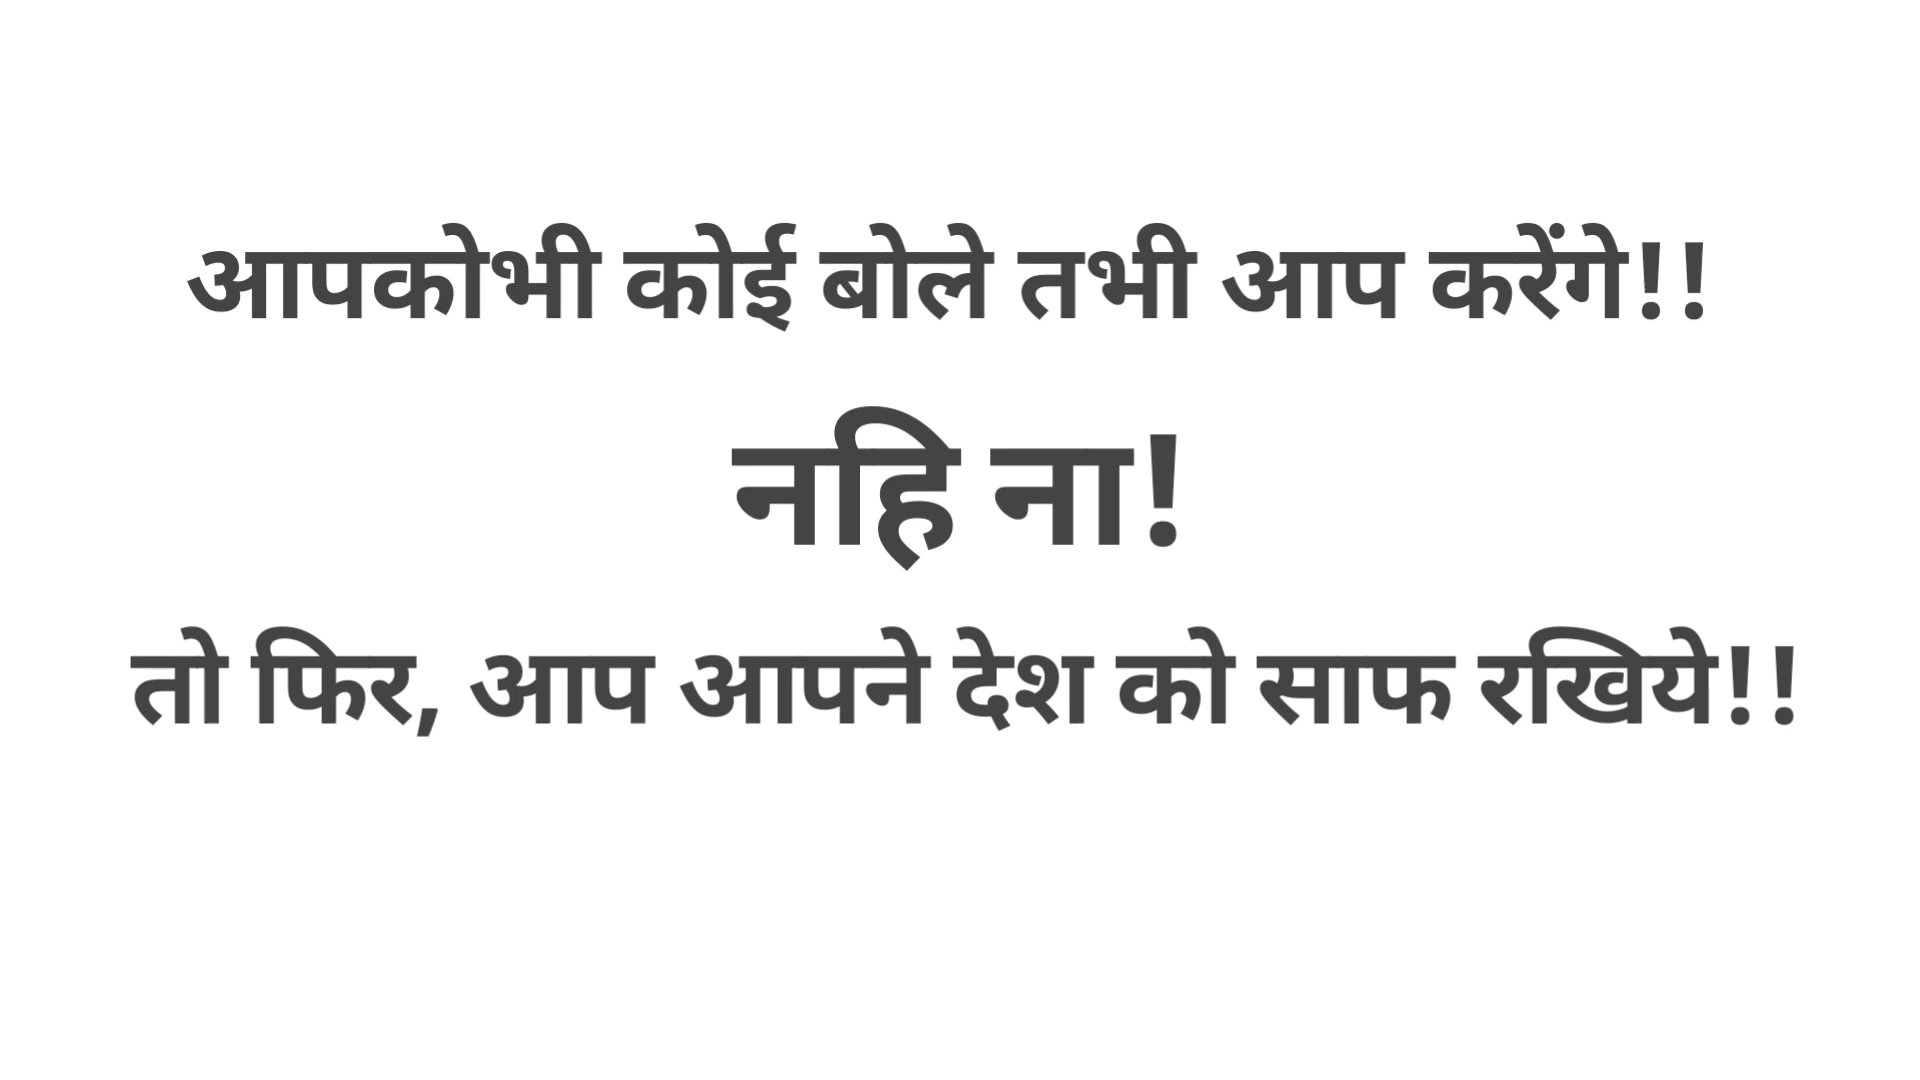 आपकोभी कोई बोले तभी आप करेंगे!!
नहि ना!
तो फिर, आप आपने देश को साफ रखिये!!